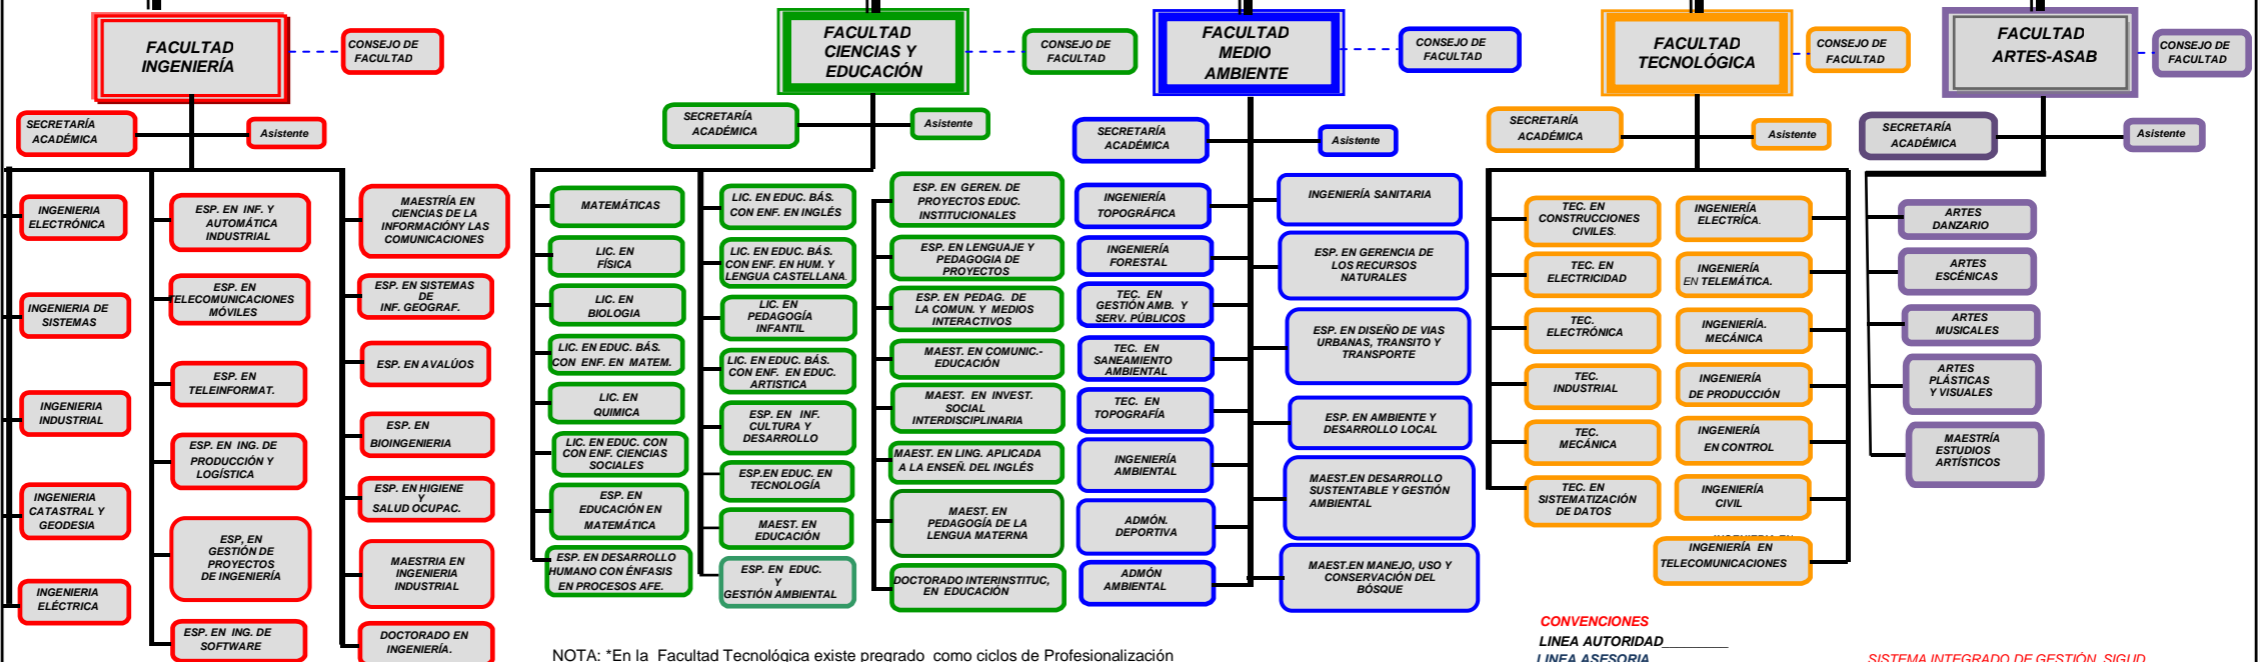 FACULTAD
INGENIERÍA
CONSEJO DE
FACULTAD
SECRETARÍA
ACADÉMICA
Asistente
INGENIERIA
ELECTRÓNICA
INGENIERIA DE
SISTEMAS
INGENIERIA
INDUSTRIAL
INGENIERIA
CATASTRAL Y
GEODESIA
INGENIERIA
ELÉCTRICA
ESP. EN INF. Y
AUTOMÁTICA
INDUSTRIAL
ESP. EN
TELECOMUNICACIONES
MÓVILES
ESP. EN
TELEINFORMAT.
ESP. EN ING. DE
PRODUCCIÓN Y
LOGÍSTICA
ESP, EN
GESTIÓN DE
PROYECTOS
DE INGENIERÍA
ESP. EN ING. DE
SOFTWARE
MAESTRÍA EN
CIENCIAS DE LA
INFORMACIÓNY LAS
COMUNICACIONES
ESP. EN SISTEMAS
DE
INF. GEOGRAF.
ESP. EN AVALÚOS
ESP. EN
BIOINGENIERIA
ESP. EN HIGIENE
Y
SALUD OCUPAC.
MAESTRIA EN
INGENIERIA
INDUSTRIAL
DOCTORADO EN
INGENIERÍA.
FACULTAD
CIENCIAS Y
EDUCACIÓN
CONSEJO DE
FACULTAD
SECRETARÍA
ACADÉMICA
Asistente
MATEMÁTICAS
LIC. EN
FÍSICA
LIC. EN
BIOLOGIA
LIC. EN EDUC. BÁS.
CON ENF. EN MATEM.
LIC. EN
QUIMICA
LIC. EN EDUC. CON
CON ENF. CIENCIAS
SOCIALES
ESP. EN
EDUCACIÓN EN
MATEMÁTICA
ESP. EN DESARROLLO
HUMANO CON ÉNFASIS
EN PROCESOS AFE.
LIC. EN EDUC. BÁS.
CON ENF. EN INGLÉS
LIC. EN EDUC. BÁS.
CON ENF. EN HUM. Y
LENGUA CASTELLANA.
LIC. EN
PEDAGOGÍA
INFANTIL
LIC. EN EDUC. BÁS.
CON ENF. EN EDUC.
ARTISTICA
ESP. EN INF.
CULTURA Y
DESARROLLO
ESP.EN EDUC. EN
TECNOLOGÍA
MAEST. EN
EDUCACIÓN
ESP. EN EDUC.
Y
GESTIÓN AMBIENTAL
ESP. EN GEREN. DE
PROYECTOS EDUC.
INSTITUCIONALES
ESP. EN LENGUAJE Y
PEDAGOGIA DE
PROYECTOS
ESP. EN PEDAG. DE
LA COMUN. Y MEDIOS
INTERACTIVOS
MAEST. EN COMUNIC.-
EDUCACIÓN
MAEST. EN INVEST.
SOCIAL
INTERDISCIPLINARIA
MAEST. EN LING. APLICADA
A LA ENSEÑ. DEL INGLÉS
MAEST. EN
PEDAGOGÍA DE LA
LENGUA MATERNA
DOCTORADO INTERINSTITUC,
EN EDUCACIÓN
FACULTAD
MEDIO
AMBIENTE
CONSEJO DE
FACULTAD
SECRETARÍA
ACADÉMICA
Asistente
INGENIERÍA
TOPOGRÁFICA
INGENIERÍA
FORESTAL
TEC. EN
GESTIÓN AMB. Y
SERV. PÚBLICOS
TEC. EN
SANEAMIENTO
AMBIENTAL
TEC. EN
TOPOGRAFÍA
INGENIERÍA
AMBIENTAL
ADMÓN.
DEPORTIVA
ADMÓN
AMBIENTAL
INGENIERÍA SANITARIA
ESP. EN GERENCIA DE
LOS RECURSOS
NATURALES
ESP. EN DISEÑO DE VIAS
URBANAS, TRANSITO Y
TRANSPORTE
ESP. EN AMBIENTE Y
DESARROLLO LOCAL
MAEST.EN DESARROLLO
SUSTENTABLE Y GESTIÓN
AMBIENTAL
MAEST.EN MANEJO, USO Y
CONSERVACIÓN DEL
BÓSQUE
FACULTAD
TECNOLÓGICA
CONSEJO DE
FACULTAD
SECRETARÍA
ACADÉMICA
Asistente
TEC. EN
CONSTRUCCIONES
CIVILES.
TEC. EN
ELECTRICIDAD
TEC.
ELECTRÓNICA
TEC.
INDUSTRIAL
TEC.
MECÁNICA
TEC. EN
SISTEMATIZACIÓN
DE DATOS
INGENIERÍA
ELECTRÍCA.
INGENIERÍA
EN TELEMÁTICA.
INGENIERÍA.
MECÁNICA
INGENIERÍA
DE PRODUCCIÓN
INGENIERÍA
EN CONTROL
INGENIERÍA
CIVIL
INGENIERÍA EN
TELECOMUNICACIONES
FACULTAD
ARTES-ASAB
CONSEJO DE
FACULTAD
SECRETARÍA
ACADÉMICA
Asistente
ARTES
DANZARIO
ARTES
ESCÉNICAS
ARTES
MUSICALES
ARTES
PLÁSTICAS
Y VISUALES
MAESTRÍA
ESTUDIOS
ARTÍSTICOS
NOTA: *En la Facultad Tecnológica existe pregrado como ciclos de Profesionalización
CONVENCIONES
LINEA AUTORIDAD
LINEA ASESORIA
SISTEMA INTEGRADO DE GESTIÓN SIGUD